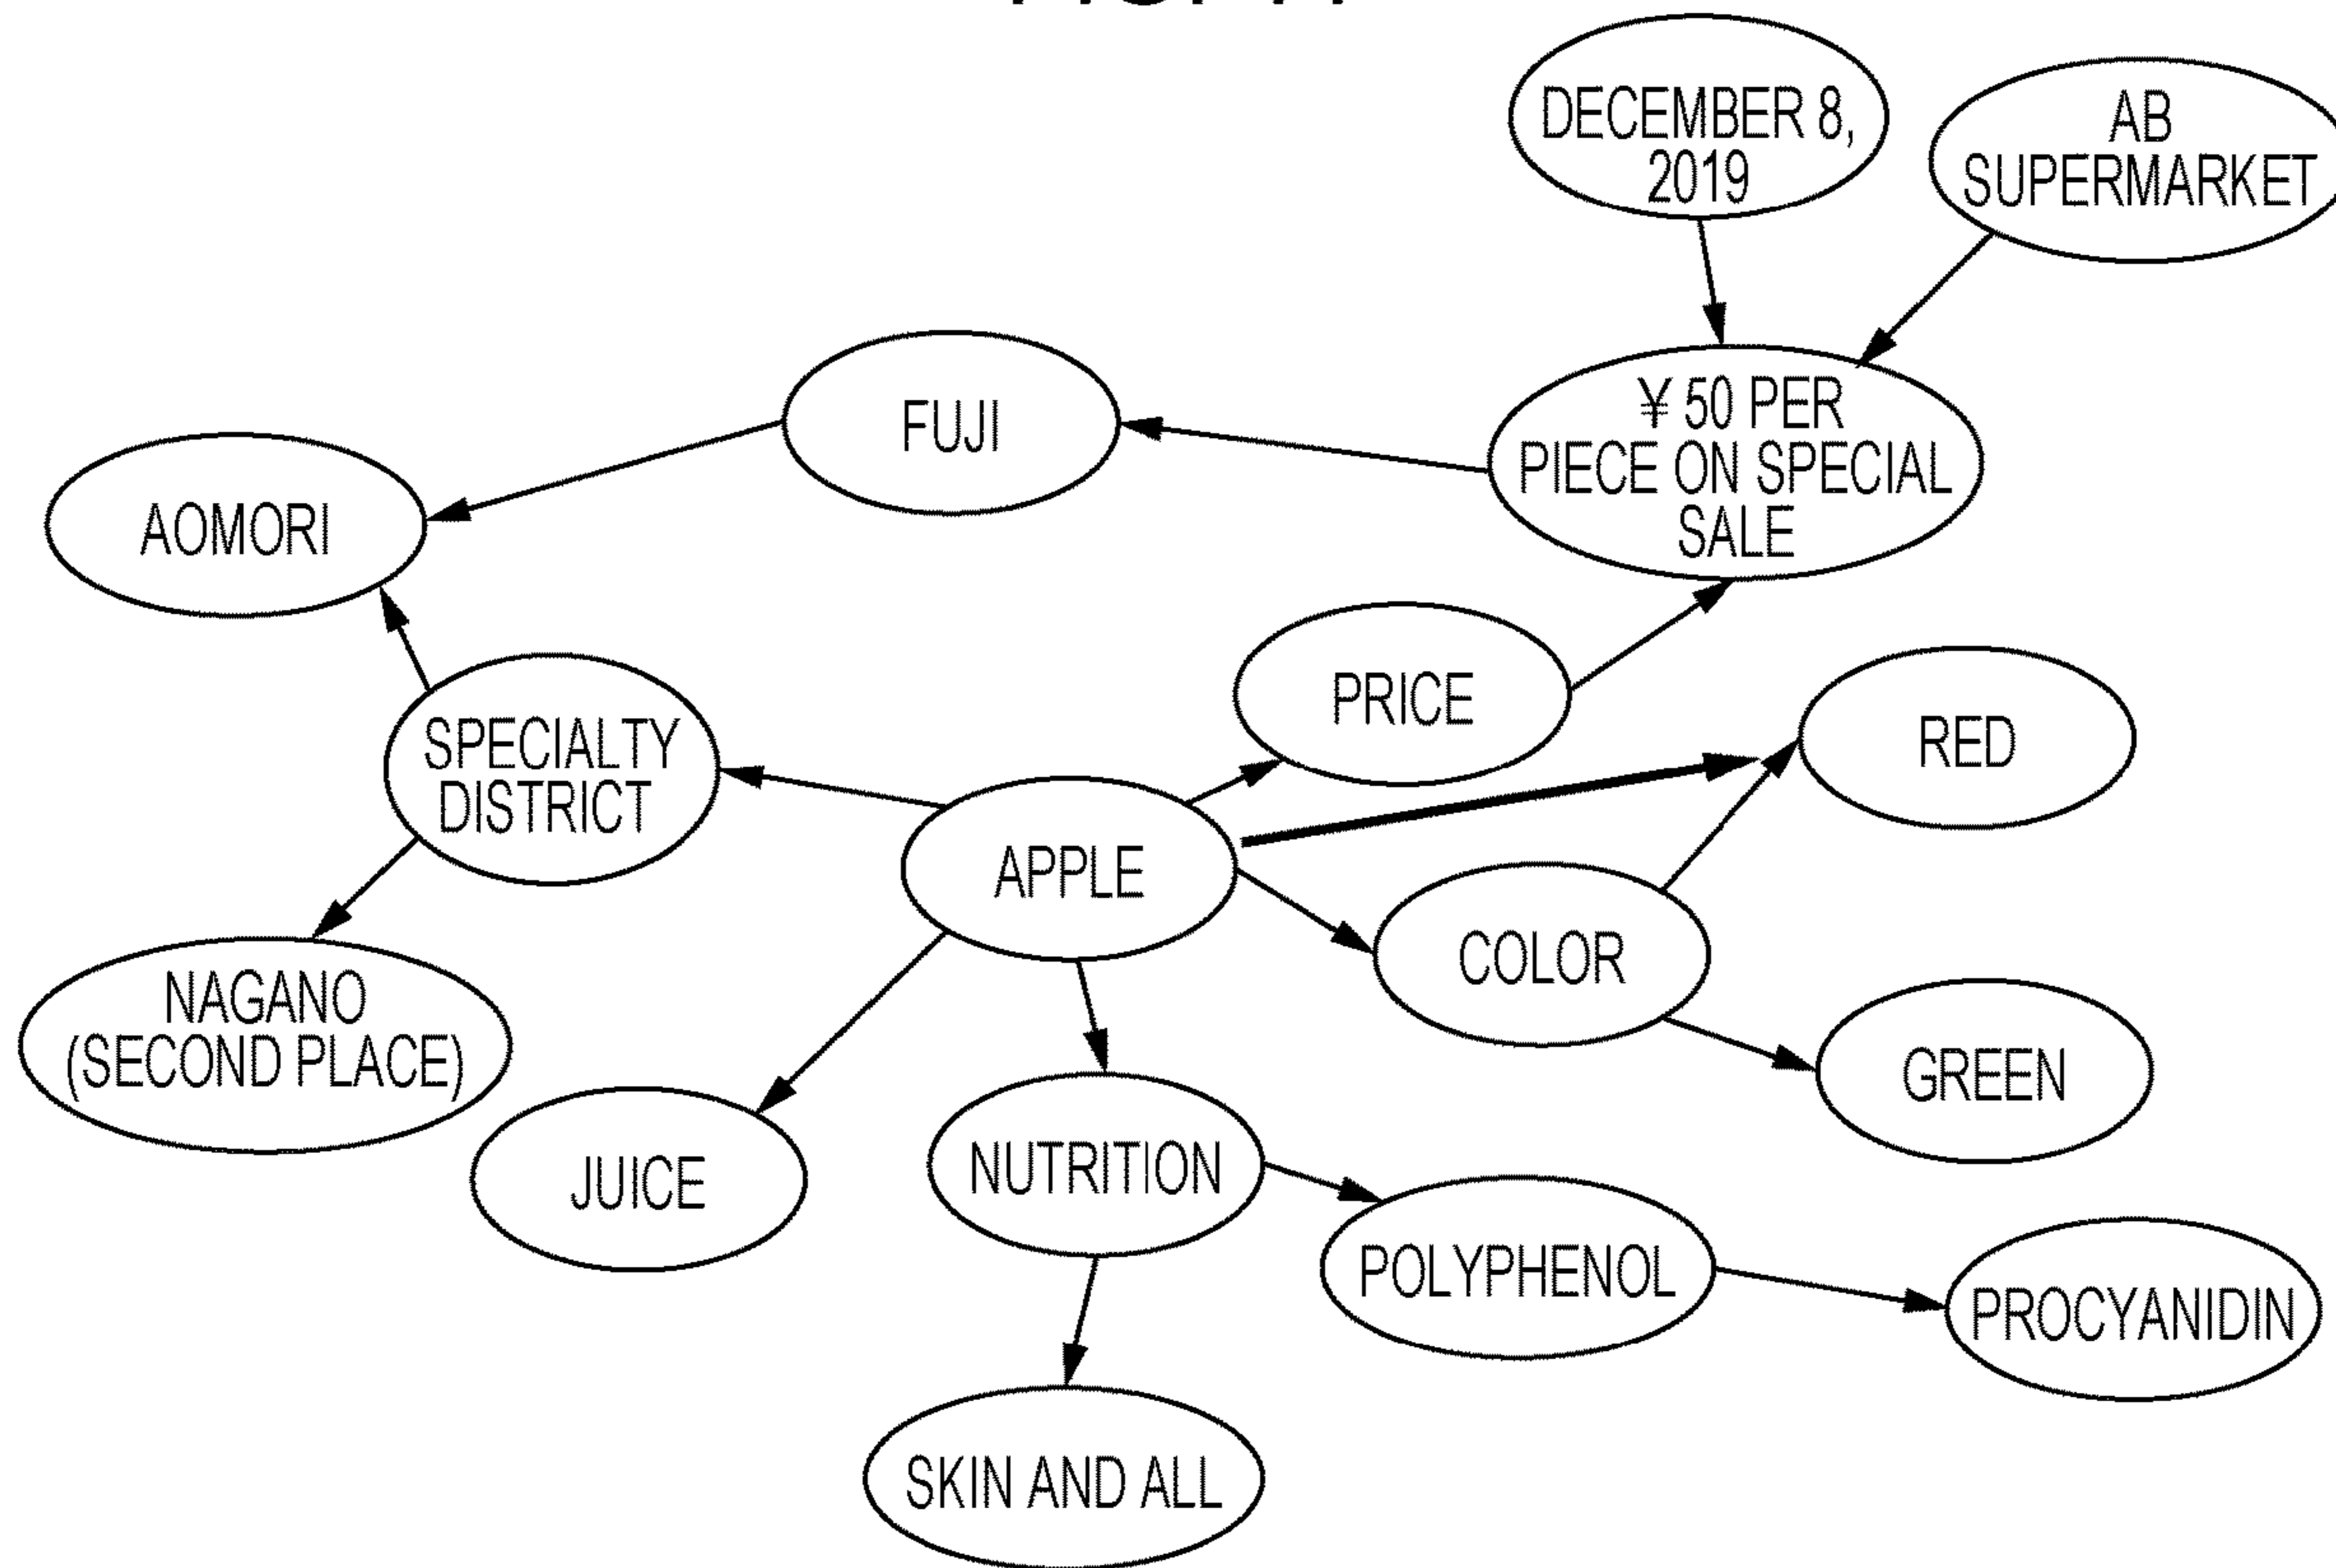 DECEMBER 8,
2019
AB
SUPERMARKET
FUJI
¥ 50 PER
PIECE ON SPECIAL
SALE
AOMORI
PRICE
RED
SPECIALTY
DISTRICT
APPLE
COLOR
NAGANO
(SECOND PLACE)
GREEN
JUICE
NUTRITION
POLYPHENOL
PROCYANIDIN
SKIN AND ALL